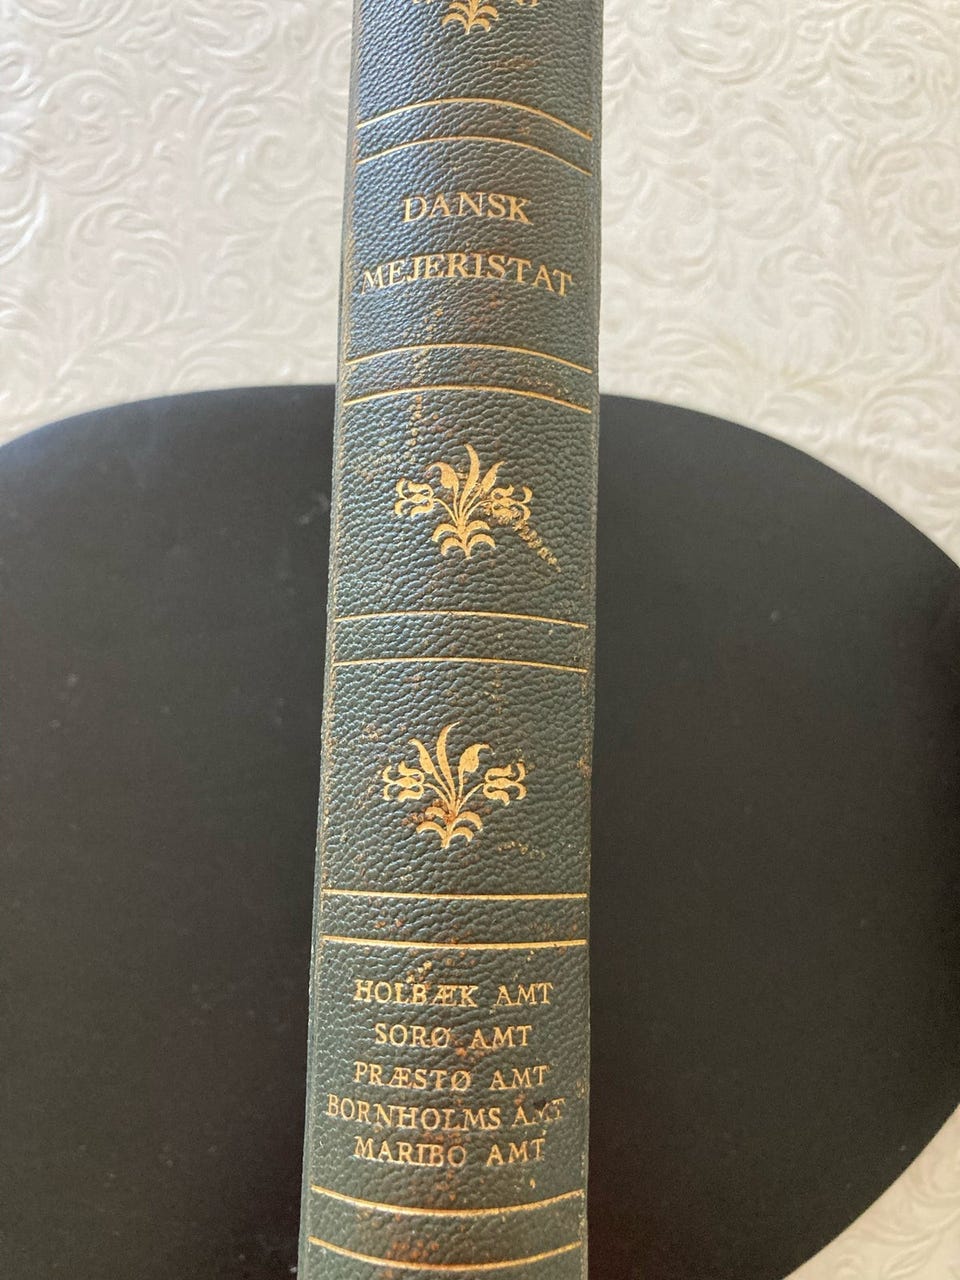 DANSK
MEJERISTAT
HOLBÆK AMT
SORØ AMT
PRÆSTØ AMT
BORNHOLMS AMT
MARIBO AMT